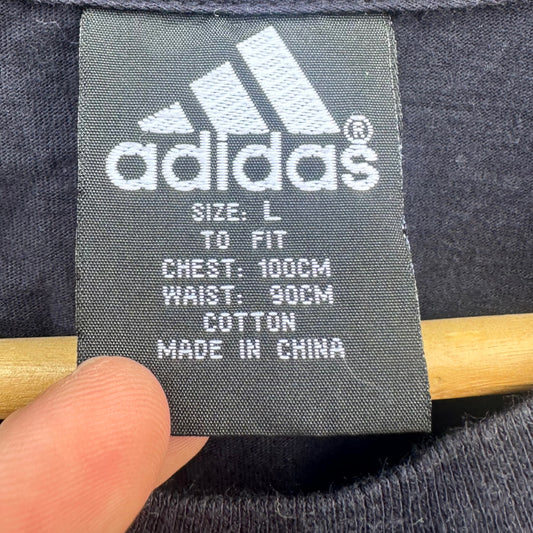 adidas®
SIZE: L
TO FIT
CHEST: 100CM
WAIST: 90CM
COTTON
MADE IN CHINA